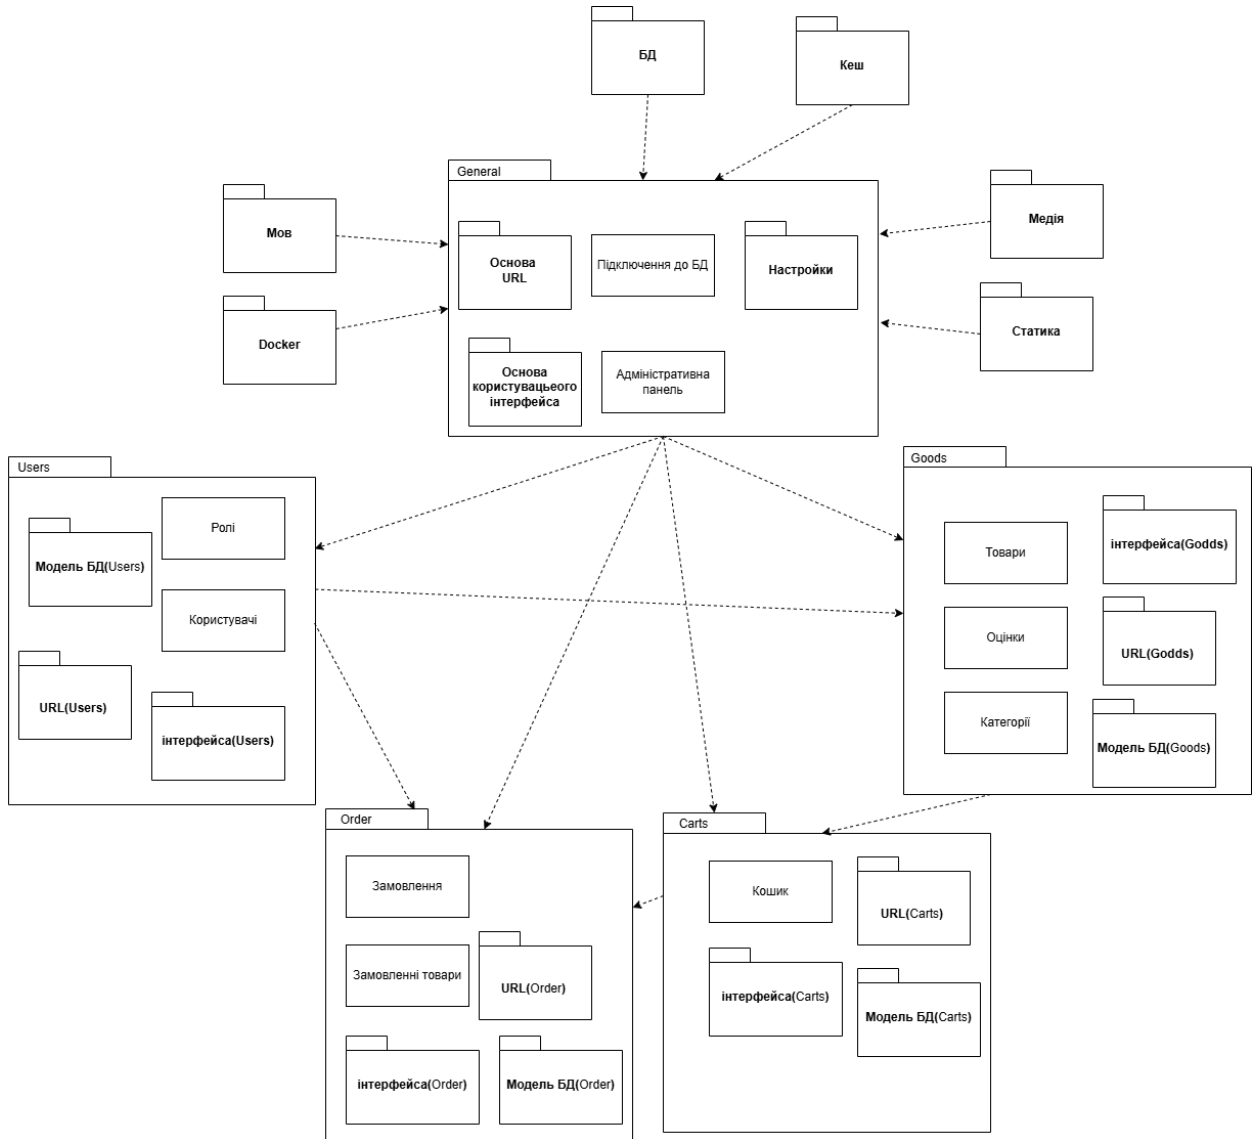 БД
Кеш
General
Мов
Медія
Основа
URL
Підключення до БД
Настройки
Docker
Статика
Основа
користувацьего
інтерфейса
Адміністративна
панель
Users
Ролі
Модель БД(Users)
Користувачі
URL(Users)
інтерфейса(Users)
Goods
Товари
інтерфейса(Godds)
Оцінки
URL(Godds)
Категорії
Модель БД(Goods)
Order
Замовлення
Замовленні товари
URL(Order)
інтерфейса(Order)
Модель БД(Order)
Carts
Кошик
URL(Carts)
інтерфейса(Carts)
Модель БД(Carts)